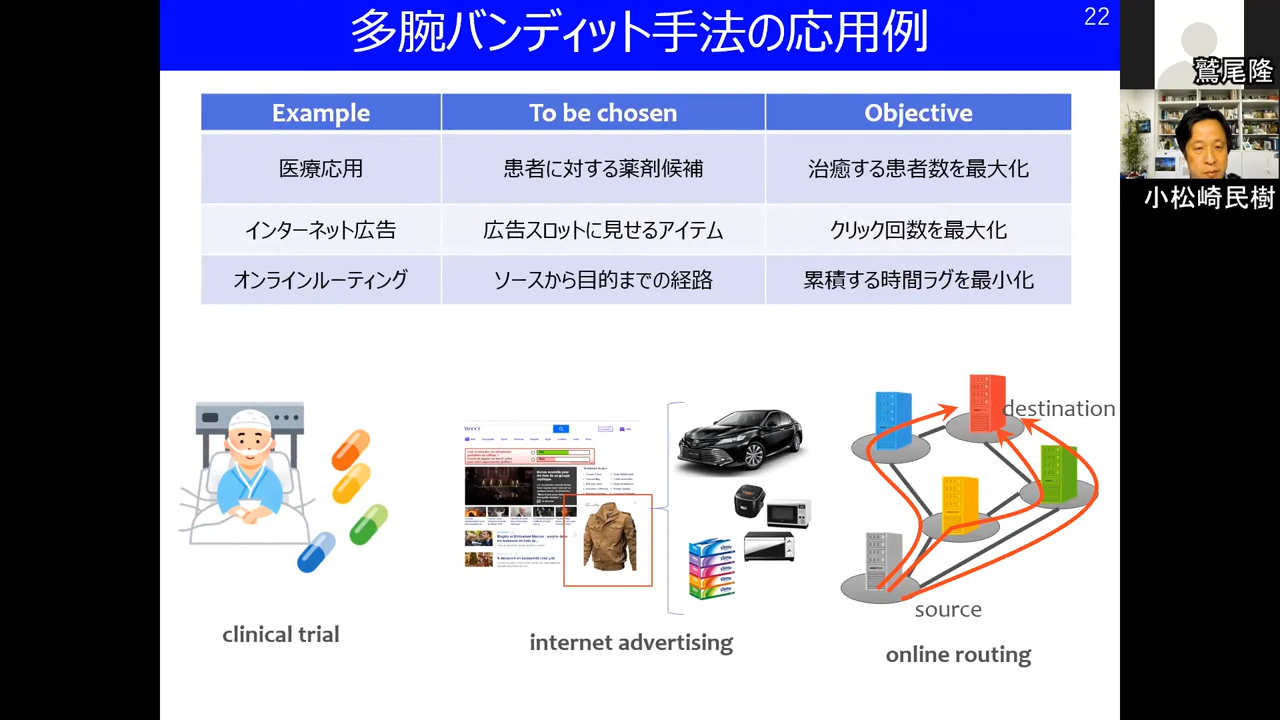 多腕バンディット手法の応用例
22
鷲尾隆
小松崎民樹
Example To be chosen Objective
医療応用 患者に対する薬剤候補 治癒する患者数を最大化
インターネット広告 広告スロットに見せるアイテム クリック回数を最大化
オンラインルーティング ソースから目的までの経路 累積する時間ラグを最小化
YAHOO!
destination
source
clinical trial
internet advertising
online routing